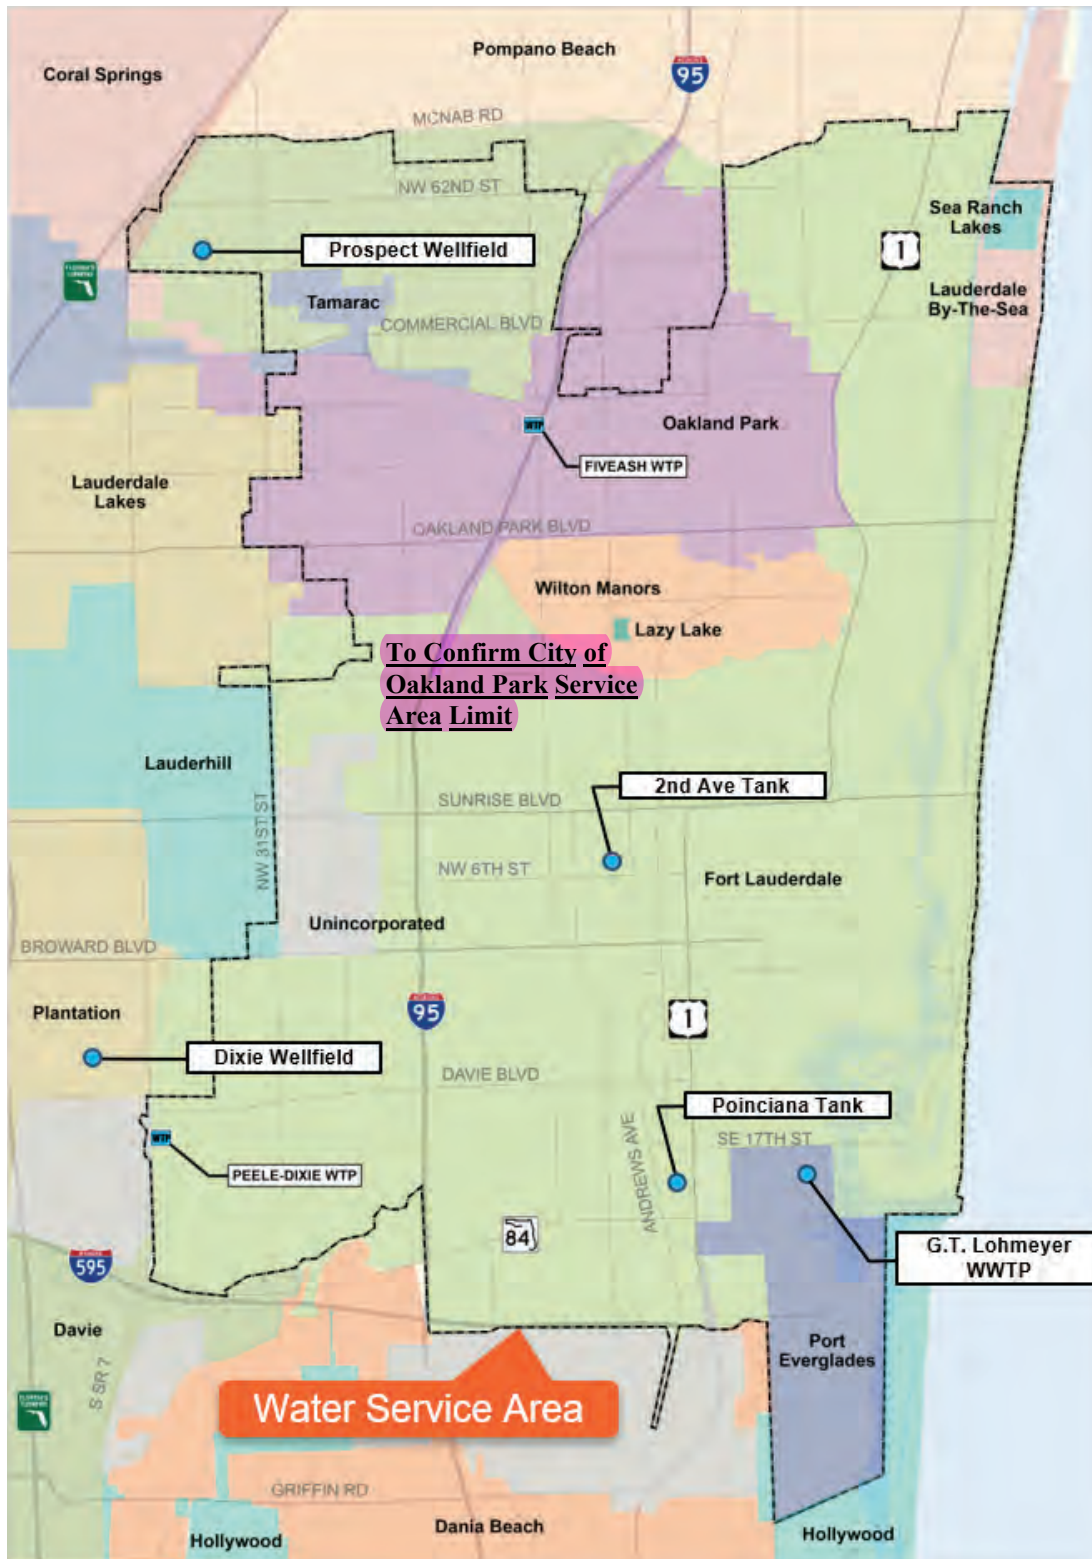 Pompano Beach
Coral Springs
95
MCNAB RD
NW 62ND ST
Sea Ranch
Lakes
Prospect Wellfield
1
Tamarac
Lauderdale
By-The-Sea
COMMERCIAL BLVD
WTP
Oakland Park
FIVEASH WTP
Lauderdale
Lakes
OAKLAND PARK BLVD
Wilton Manors
Lazy Lake
To Confirm City of
Oakland Park Service
Area Limit
Lauderhill
2nd Ave Tank
SUNRISE BLVD
NW 31ST ST
NW 6TH ST
Fort Lauderdale
Unincorporated
BROWARD BLVD
Plantation
95
1
Dixie Wellfield
DAVIE BLVD
Poinciana Tank
WTP
SE 17TH ST
ANDREWS AVE
PEELE-DIXIE WTP
84
G.T. Lohmeyer
WWTP
595
Davie
Port
Everglades
S SR 7
Water Service Area
GRIFFIN RD
Dania Beach
Hollywood
Hollywood